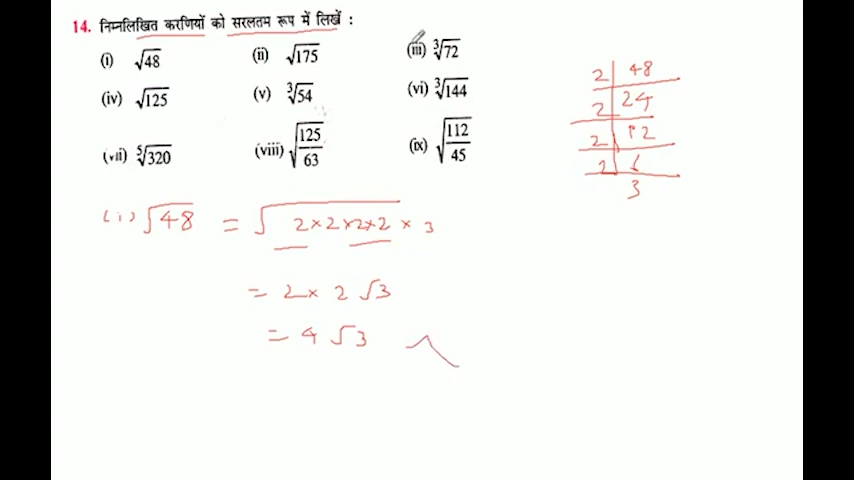 14. निम्नलिखित करणियों को सरलतम रूप में लिखें :
(i) √48 (ii) √175 (iii) ∛72
(iv) √125 (v) ∛54 (vi) ∛144
(vii) ⁵√320 (viii) √(125/63) (ix) √(112/45)
2 | 48
2 | 24
2 | 12
2 | 6
3
(i) √48 = √2×2×2×2×3
= 2×2√3
= 4√3